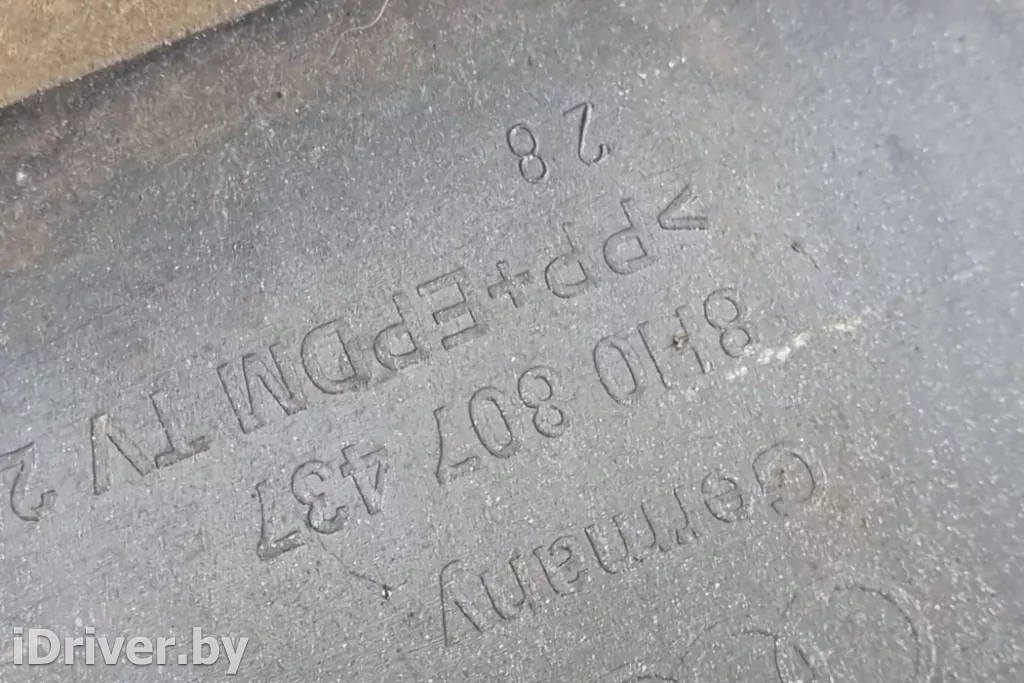 Germany
8H0 807 437
>PP+EPDM TV 2
28
iDriver.by